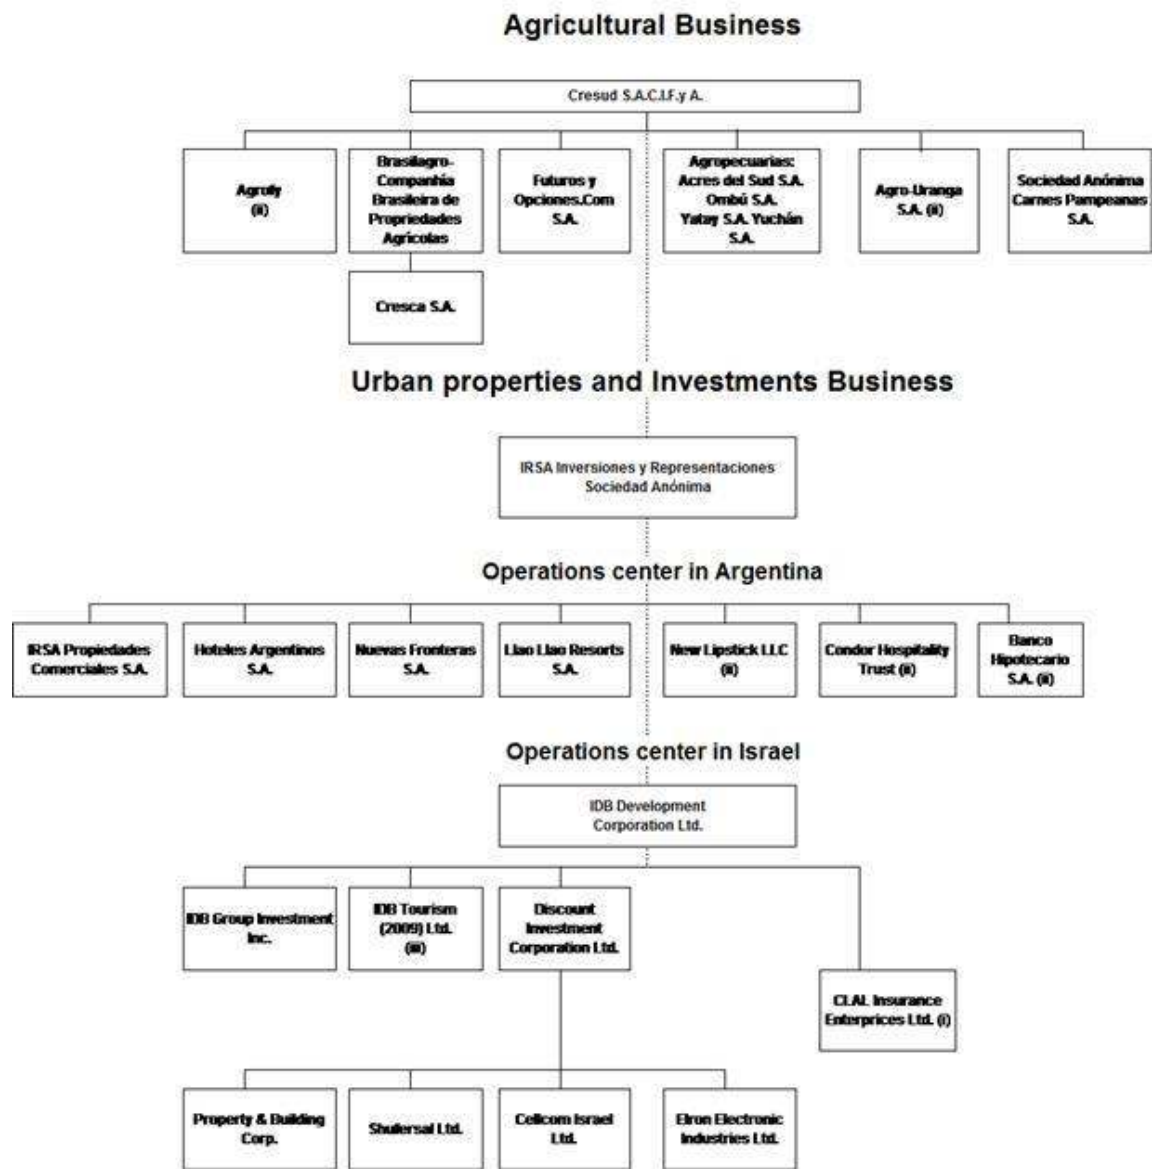 Agricultural Business
Cresud S.A.C.I.F.y A.
Agrofy
(ii)
Brasilagro-
Companhía
Brasileira de
Propriedades
Agrícolas
Futuros y
Opciones.Com
S.A.
Agropecuarias:
Acres del Sud S.A.
Ombú S.A.
Yatay S.A. Yuchán
S.A.
Agro-Uranga
S.A. (ii)
Sociedad Anónima
Carnes Pampeanas
S.A.
Cresca S.A.
Urban properties and Investments Business
IRSA Inversiones y Representaciones
Sociedad Anónima
Operations center in Argentina
IRSA Propiedades
Comerciales S.A.
Hoteles Argentinos
S.A.
Nuevas Fronteras
S.A.
Llao Llao Resorts
S.A.
New Lipstick LLC
(ii)
Condor Hospitality
Trust (ii)
Banco
Hipotecario
S.A. (ii)
Operations center in Israel
IDB Development
Corporation Ltd.
IDB Group Investment
Inc.
IDB Tourism
(2009) Ltd.
(iii)
Discount
Investment
Corporation Ltd.
CLAL Insurance
Enterprices Ltd. (i)
Property & Building
Corp.
Shufersal Ltd.
Cellcom Israel
Ltd.
Elron Electronic
Industries Ltd.